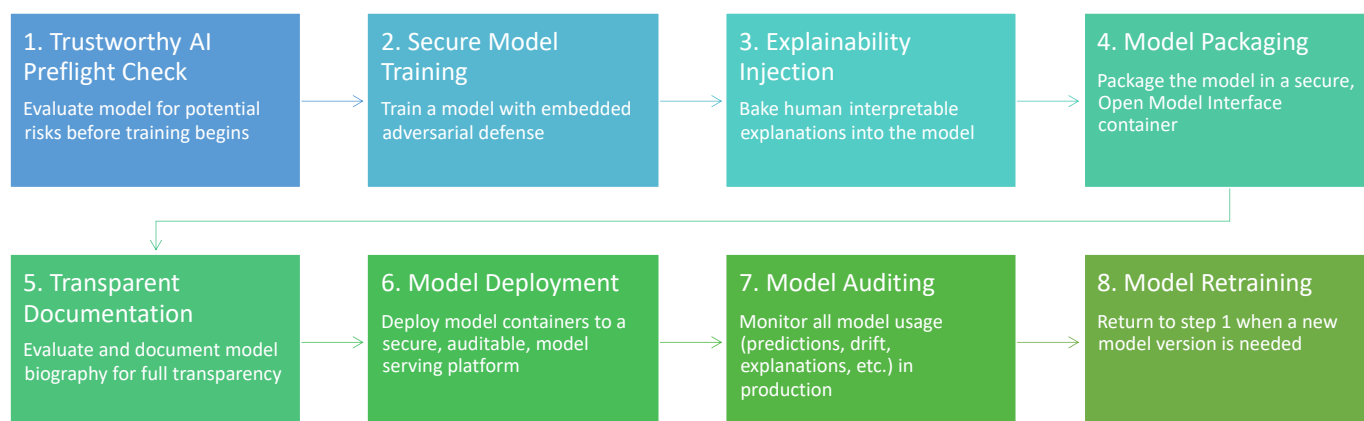 1. Trustworthy AI
Preflight Check
Evaluate model for potential
risks before training begins
2. Secure Model
Training
Train a model with embedded
adversarial defense
3. Explainability
Injection
Bake human interpretable
explanations into the model
4. Model Packaging
Package the model in a secure,
Open Model Interface
container
5. Transparent
Documentation
Evaluate and document model
biography for full transparency
6. Model Deployment
Deploy model containers to a
secure, auditable, model
serving platform
7. Model Auditing
Monitor all model usage
(predictions, drift,
explanations, etc.) in
production
8. Model Retraining
Return to step 1 when a new
model version is needed